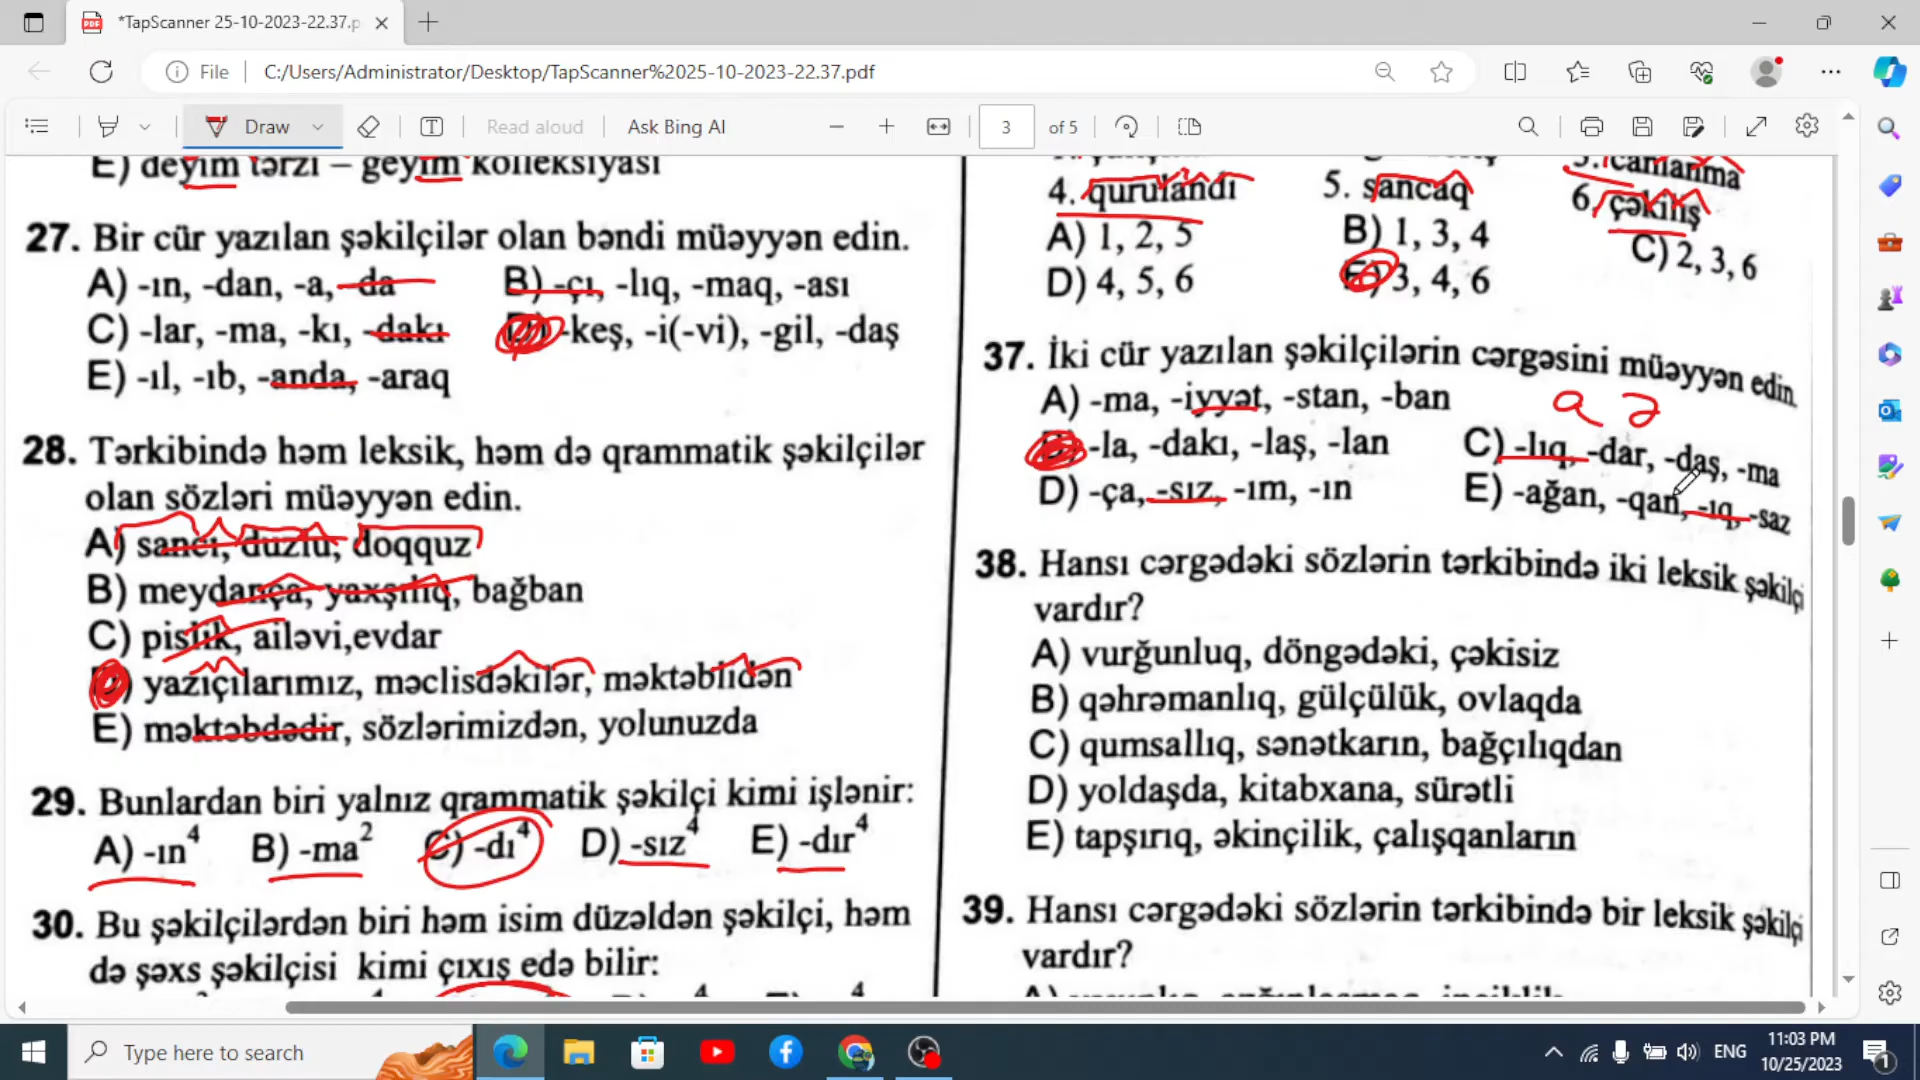 *TapScanner 25-10-2023-22.37.p
File
C:/Users/Administrator/Desktop/TapScanner%2025-10-2023-22.37.pdf
Draw
Read aloud
Ask Bing AI
3
of 5
E) deyim tərzi – geyim kolleksiyası
27. Bir cür yazılan şəkilçilər olan bəndi müəyyən edin.
A) -ın, -dan, -a, -da
B) -çı, -lıq, -maq, -ası
C) -lar, -ma, -kı, -dakı
D) -keş, -i(-vi), -gil, -daş
E) -ıl, -ıb, -anda, -araq
28. Tərkibində həm leksik, həm də qrammatik şəkilçilər
olan sözləri müəyyən edin.
A) sancı, duzlu, doqquz
B) meydança, yaxşılıq, bağban
C) pislik, ailəvi,evdar
D) yazıçılarımız, məclisdəkilər, məktəblidən
E) məktəbdədir, sözlərimizdən, yolunuzda
29. Bunlardan biri yalnız qrammatik şəkilçi kimi işlənir:
A) -ın⁴ B) -ma² C) -dı⁴ D) -sız⁴ E) -dır⁴
30. Bu şəkilçilərdən biri həm isim düzəldən şəkilçi, həm
də şəxs şəkilçisi kimi çıxış edə bilir:
4. qurulandı
5. sancaq
6. çəkiliş
A) 1, 2, 5
B) 1, 3, 4
C) 2, 3, 6
D) 4, 5, 6
E) 3, 4, 6
37. İki cür yazılan şəkilçilərin cərgəsini müəyyən edin.
a ə
A) -ma, -iyyət, -stan, -ban
B) -la, -dakı, -laş, -lan
C) -lıq, -dar, -daş, -ma
D) -ça, -sız, -ım, -ın
E) -ağan, -qan, -ıq, -saz
38. Hansı cərgədəki sözlərin tərkibində iki leksik şəkilçi
vardır?
A) vurğunluq, döngədəki, çəkisiz
B) qəhrəmanlıq, gülçülük, ovlaqda
C) qumsallıq, sənətkarın, bağçılıqdan
D) yoldaşda, kitabxana, sürətli
E) tapşırıq, əkinçilik, çalışqanların
39. Hansı cərgədəki sözlərin tərkibində bir leksik şəkilçi
vardır?
Type here to search
ENG
11:03 PM
10/25/2023
1